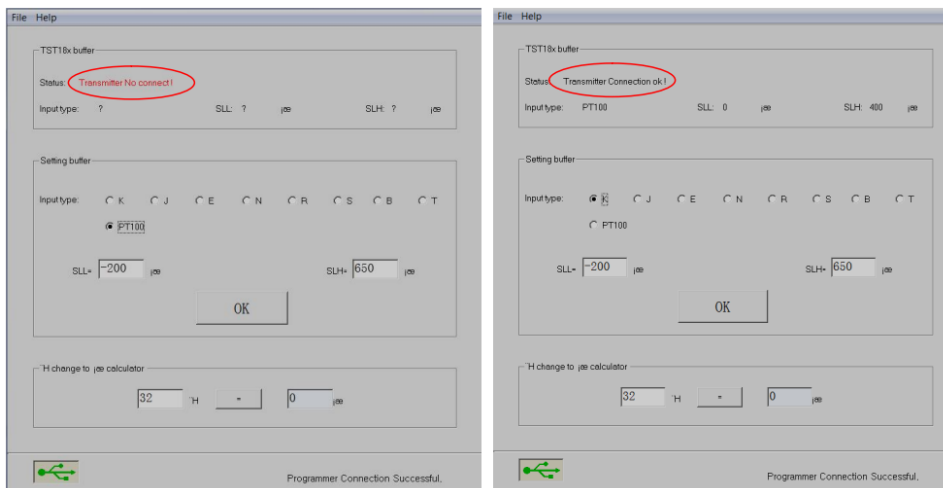 File Help
TST18x buffer
Status: Transmitter No connect!
Input type: ? SLL: ? ¡æ SLH: ? ¡æ
Setting buffer
Input type: K J E N R S B T
PT100
SLL= -200 ¡æ SLH= 650 ¡æ
OK
¨H change to ¡æ calculator
32 ¨H = 0 ¡æ
Programmer Connection Successful.
File Help
TST18x buffer
Status: Transmitter Connection ok!
Input type: PT100 SLL: 0 ¡æ SLH: 400 ¡æ
Setting buffer
Input type: K J E N R S B T
PT100
SLL= -200 ¡æ SLH= 650 ¡æ
OK
¨H change to ¡æ calculator
32 ¨H = 0 ¡æ
Programmer Connection Successful.